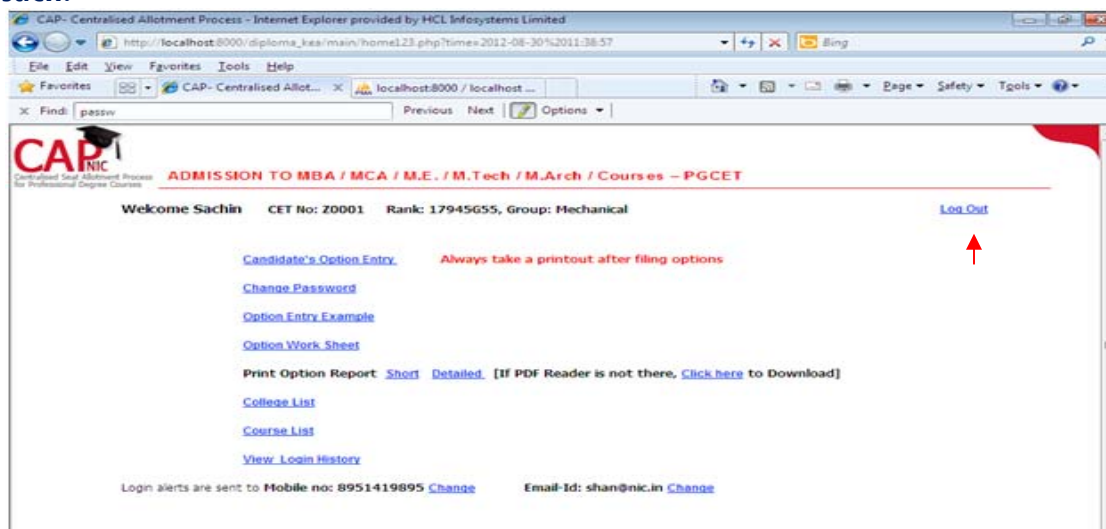 CAP- Centralised Allotment Process - Internet Explorer provided by HCL Infosystems Limited
http://localhost:8000/diploma_kea/main/home123.php?time=2012-08-30%2011:38:57
Bing
File Edit View Favorites Tools Help
Favorites CAP- Centralised Allot... localhost:8000 / localhost ... Page Safety Tools
Find: passw Previous Next Options
CAP NIC
Centralised Seat Allotment Process
for Professional Degree Courses
ADMISSION TO MBA / MCA / M.E. / M.Tech / M.Arch / Courses – PGCET
Welcome Sachin CET No: Z0001 Rank: 17945G55, Group: Mechanical Log Out
Candidate's Option Entry Always take a printout after filing options
Change Password
Option Entry Example
Option Work Sheet
Print Option Report Short Detailed [If PDF Reader is not there, Click here to Download]
College List
Course List
View Login History
Login alerts are sent to Mobile no: 8951419895 Change Email-Id: shan@nic.in Change